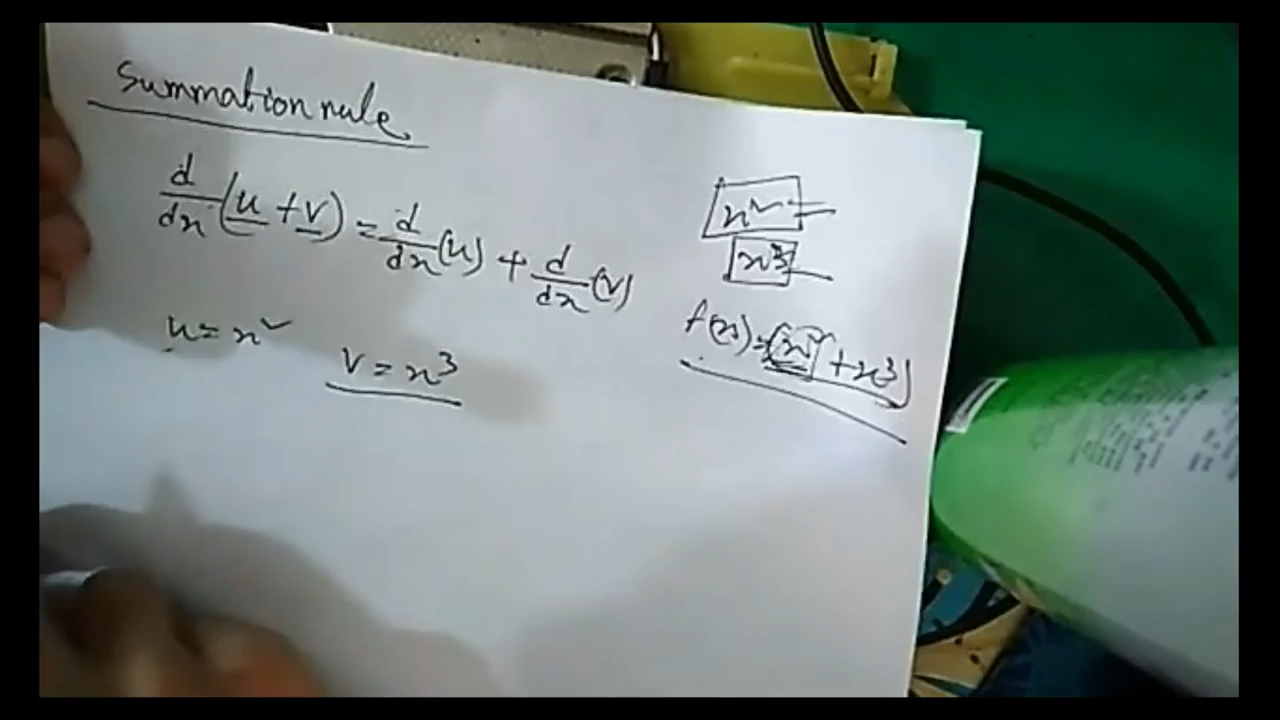 Summation rule
d/dx (u + v) = d/dx (u) + d/dx (v)
u = x²
v = x³
x²
x³
f(x) = (x² + x³)